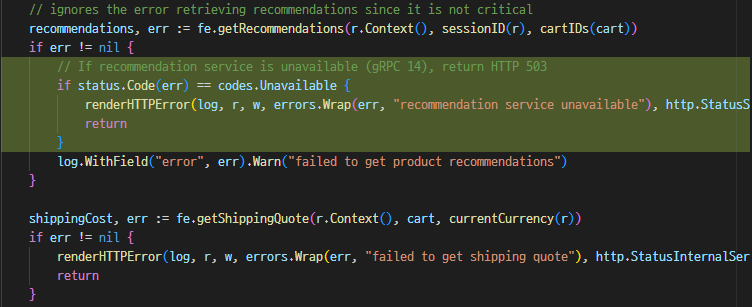 // ignores the error retrieving recommendations since it is not critical
recommendations, err := fe.getRecommendations(r.Context(), sessionID(r), cartIDs(cart))
if err != nil {
// If recommendation service is unavailable (gRPC 14), return HTTP 503
if status.Code(err) == codes.Unavailable {
renderHTTPError(log, r, w, errors.Wrap(err, "recommendation service unavailable"), http.StatusS
return
}
log.WithField("error", err).Warn("failed to get product recommendations")
}
shippingCost, err := fe.getShippingQuote(r.Context(), cart, currentCurrency(r))
if err != nil {
renderHTTPError(log, r, w, errors.Wrap(err, "failed to get shipping quote"), http.StatusInternalSer
return
}